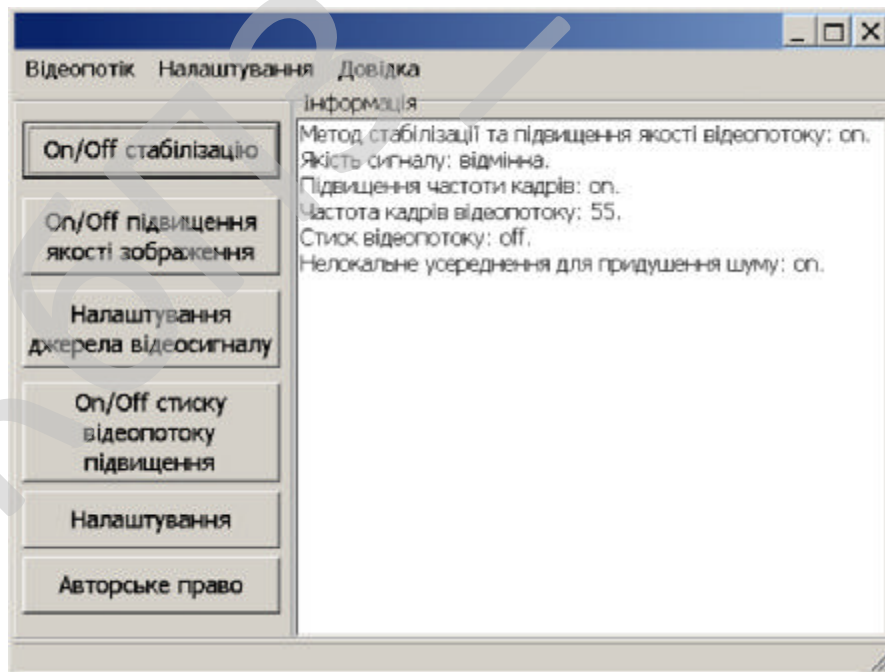 Відеопотік Налаштування Довідка
On/Off стабілізацію
On/Off підвищення
якості зображення
Налаштування
джерела відеосигналу
On/Off стиску
відеопотоку
підвищення
Налаштування
Авторське право
Інформація
Метод стабілізації та підвищення якості відеопотоку: on.
Якість сигналу: відмінна.
Підвищення частоти кадрів: on.
Частота кадрів відеопотоку: 55.
Стиск відеопотоку: off.
Нелокальне усереднення для придушення шуму: on.